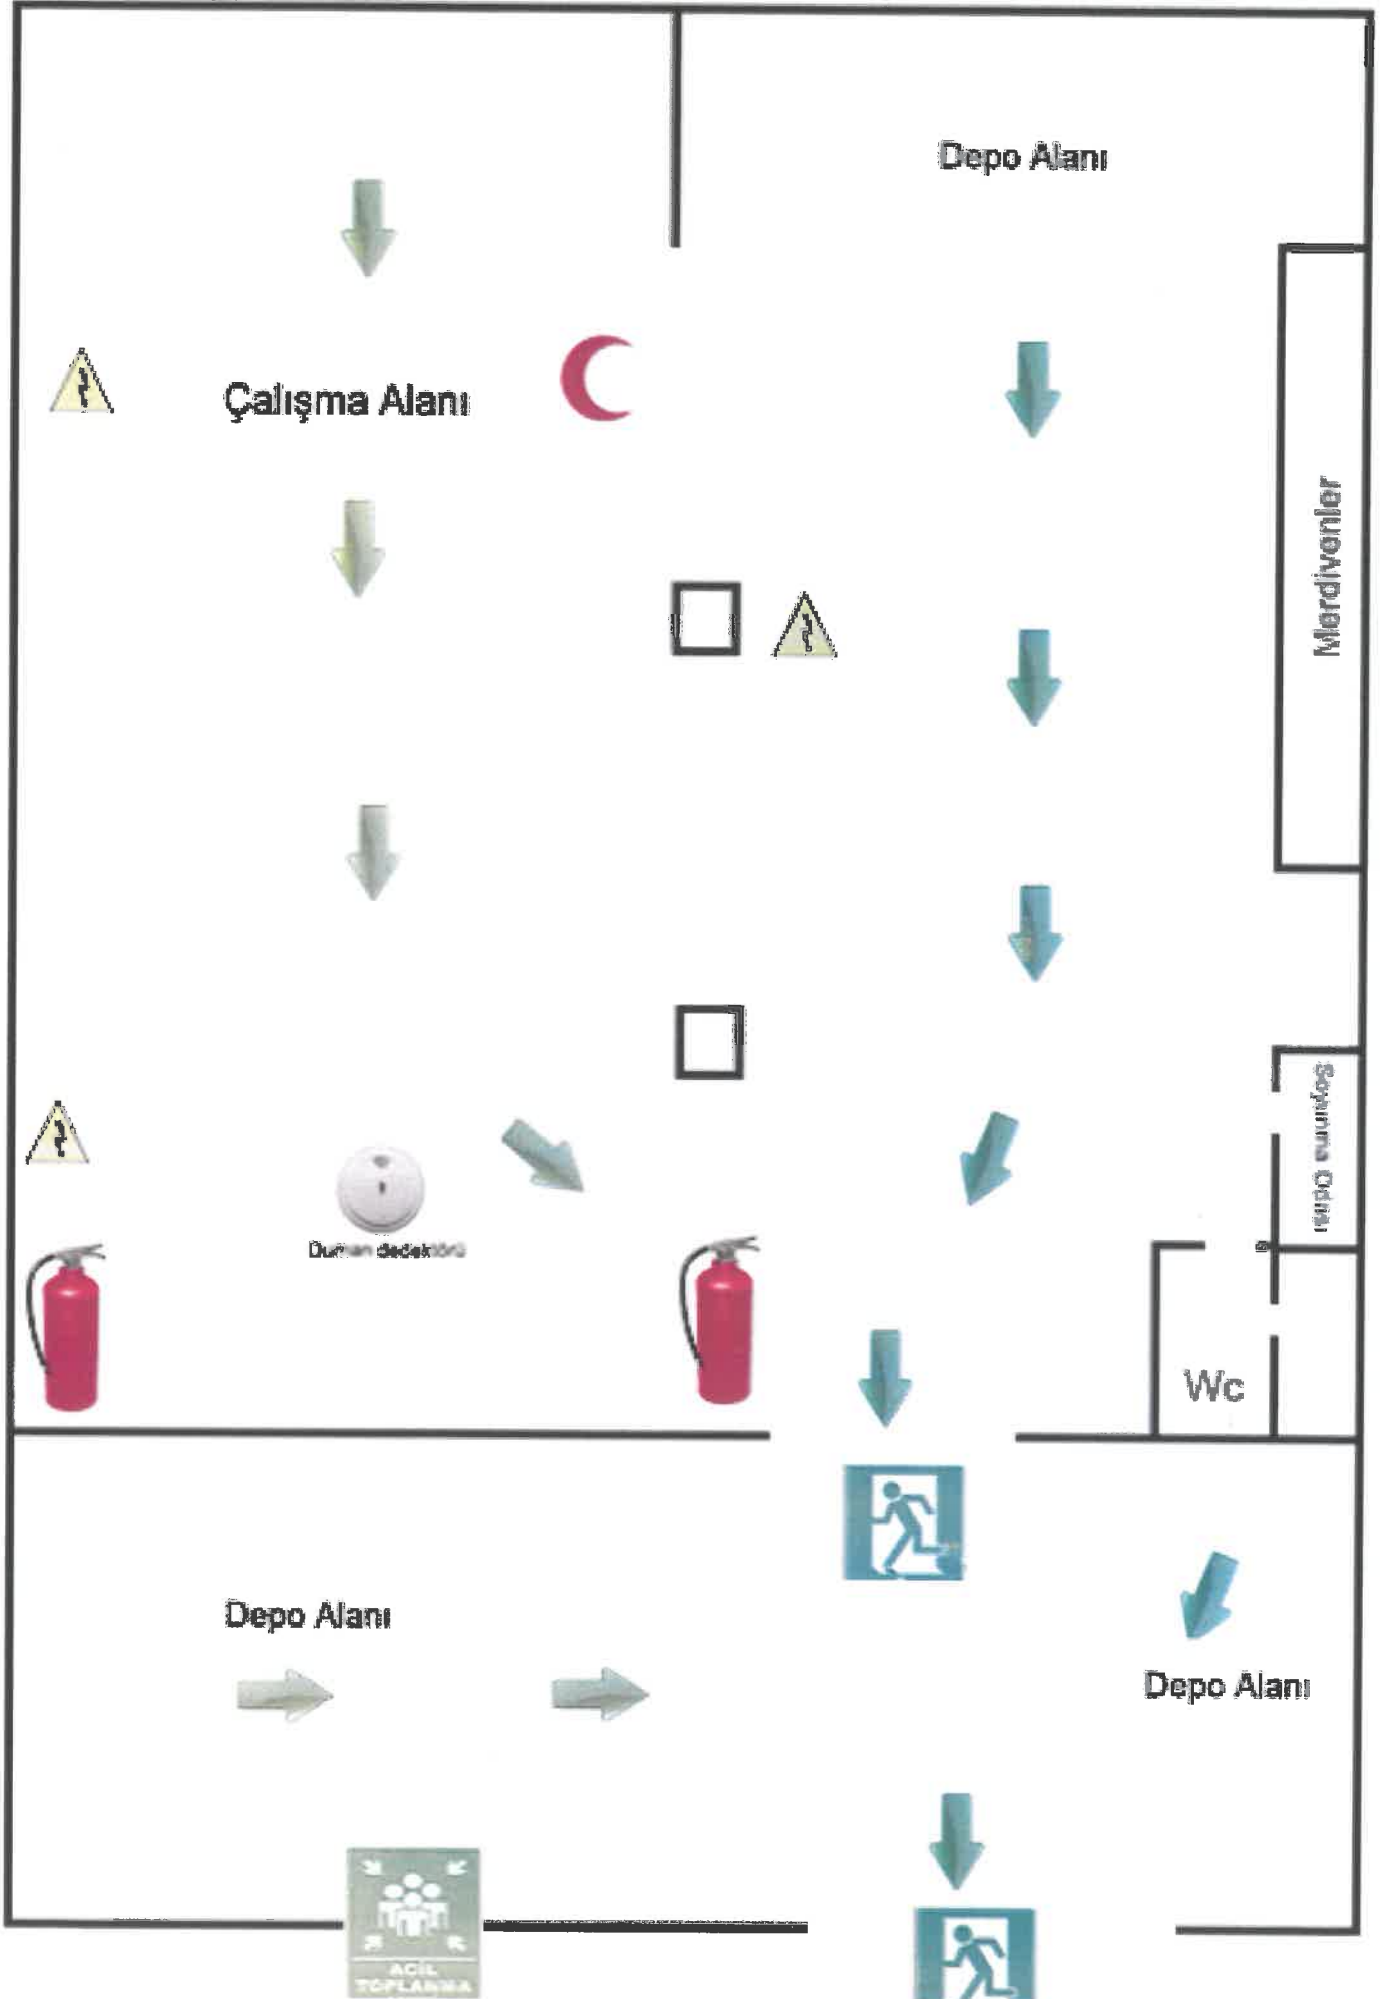 Depo Alanı
Çalışma Alanı
Merdivenler
Soyunma Odası
Duman dedektörü
Wc
Depo Alanı
Depo Alanı
ACİL
TOPLANMA